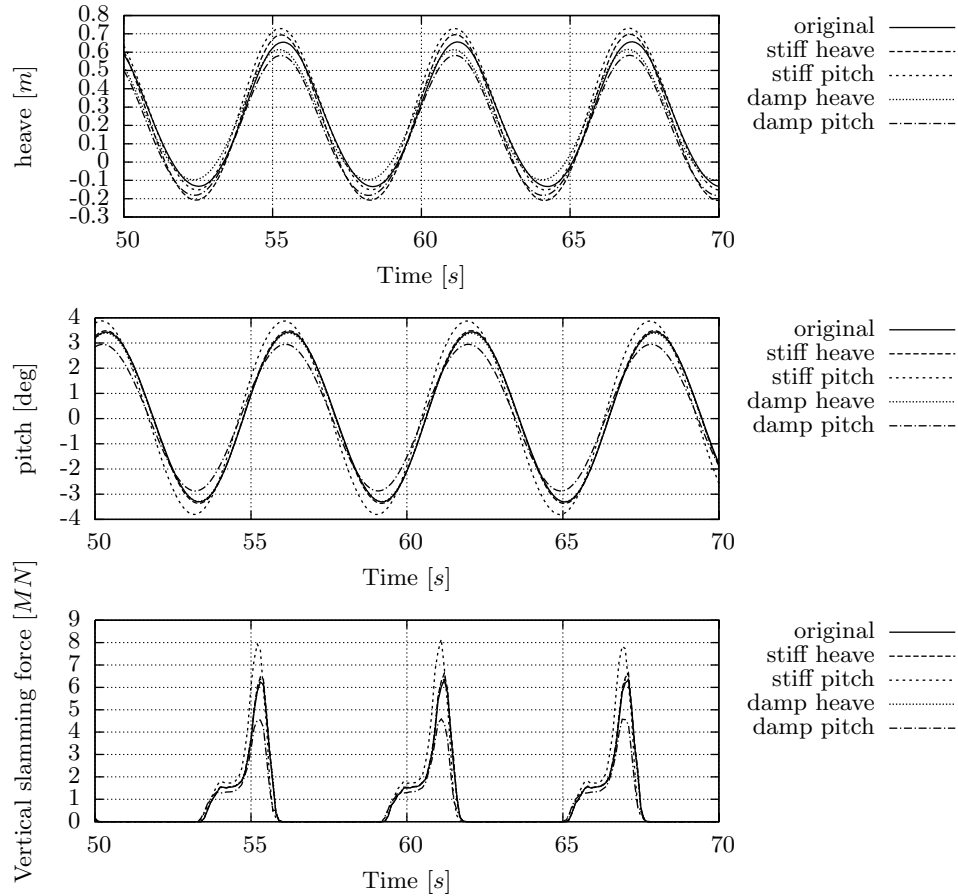 heave [m]
0.8
0.7
0.6
0.5
0.4
0.3
0.2
0.1
0
-0.1
-0.2
-0.3
50 55 60 65 70
Time [s]
original
stiff heave
stiff pitch
damp heave
damp pitch
pitch [deg]
4
3
2
1
0
-1
-2
-3
-4
50 55 60 65 70
Time [s]
original
stiff heave
stiff pitch
damp heave
damp pitch
Vertical slamming force [MN]
9
8
7
6
5
4
3
2
1
0
50 55 60 65 70
Time [s]
original
stiff heave
stiff pitch
damp heave
damp pitch